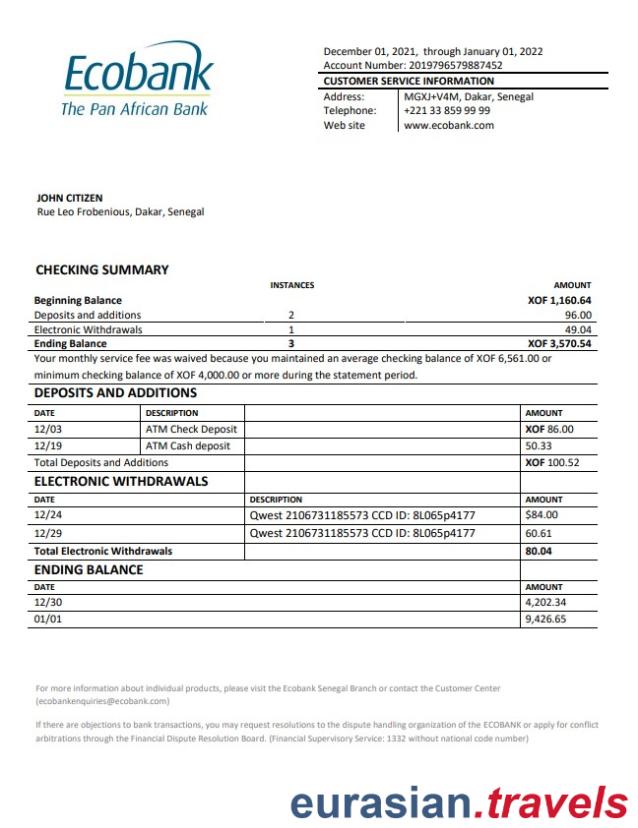 Ecobank
The Pan African Bank
December 01, 2021, through January 01, 2022
Account Number: 2019796579887452
CUSTOMER SERVICE INFORMATION
Address: MGXJ+V4M, Dakar, Senegal
Telephone: +221 33 859 99 99
Web site www.ecobank.com
JOHN CITIZEN
Rue Leo Frobenious, Dakar, Senegal
CHECKING SUMMARY
INSTANCES AMOUNT
Beginning Balance XOF 1,160.64
Deposits and additions 2 96.00
Electronic Withdrawals 1 49.04
Ending Balance 3 XOF 3,570.54
Your monthly service fee was waived because you maintained an average checking balance of XOF 6,561.00 or
minimum checking balance of XOF 4,000.00 or more during the statement period.
DEPOSITS AND ADDITIONS
DATE DESCRIPTION AMOUNT
12/03 ATM Check Deposit XOF 86.00
12/19 ATM Cash deposit 50.33
Total Deposits and Additions XOF 100.52
ELECTRONIC WITHDRAWALS
DATE DESCRIPTION AMOUNT
12/24 Qwest 2106731185573 CCD ID: 8L065p4177 $84.00
12/29 Qwest 2106731185573 CCD ID: 8L065p4177 60.61
Total Electronic Withdrawals 80.04
ENDING BALANCE
DATE AMOUNT
12/30 4,202.34
01/01 9,426.65
For more information about individual products, please visit the Ecobank Senegal Branch or contact the Customer Center
(ecobankenquiries@ecobank.com)
If there are objections to bank transactions, you may request resolutions to the dispute handling organization of the ECOBANK or apply for conflict
arbitrations through the Financial Dispute Resolution Board. (Financial Supervisory Service: 1332 without national code number)
eurasian.travels